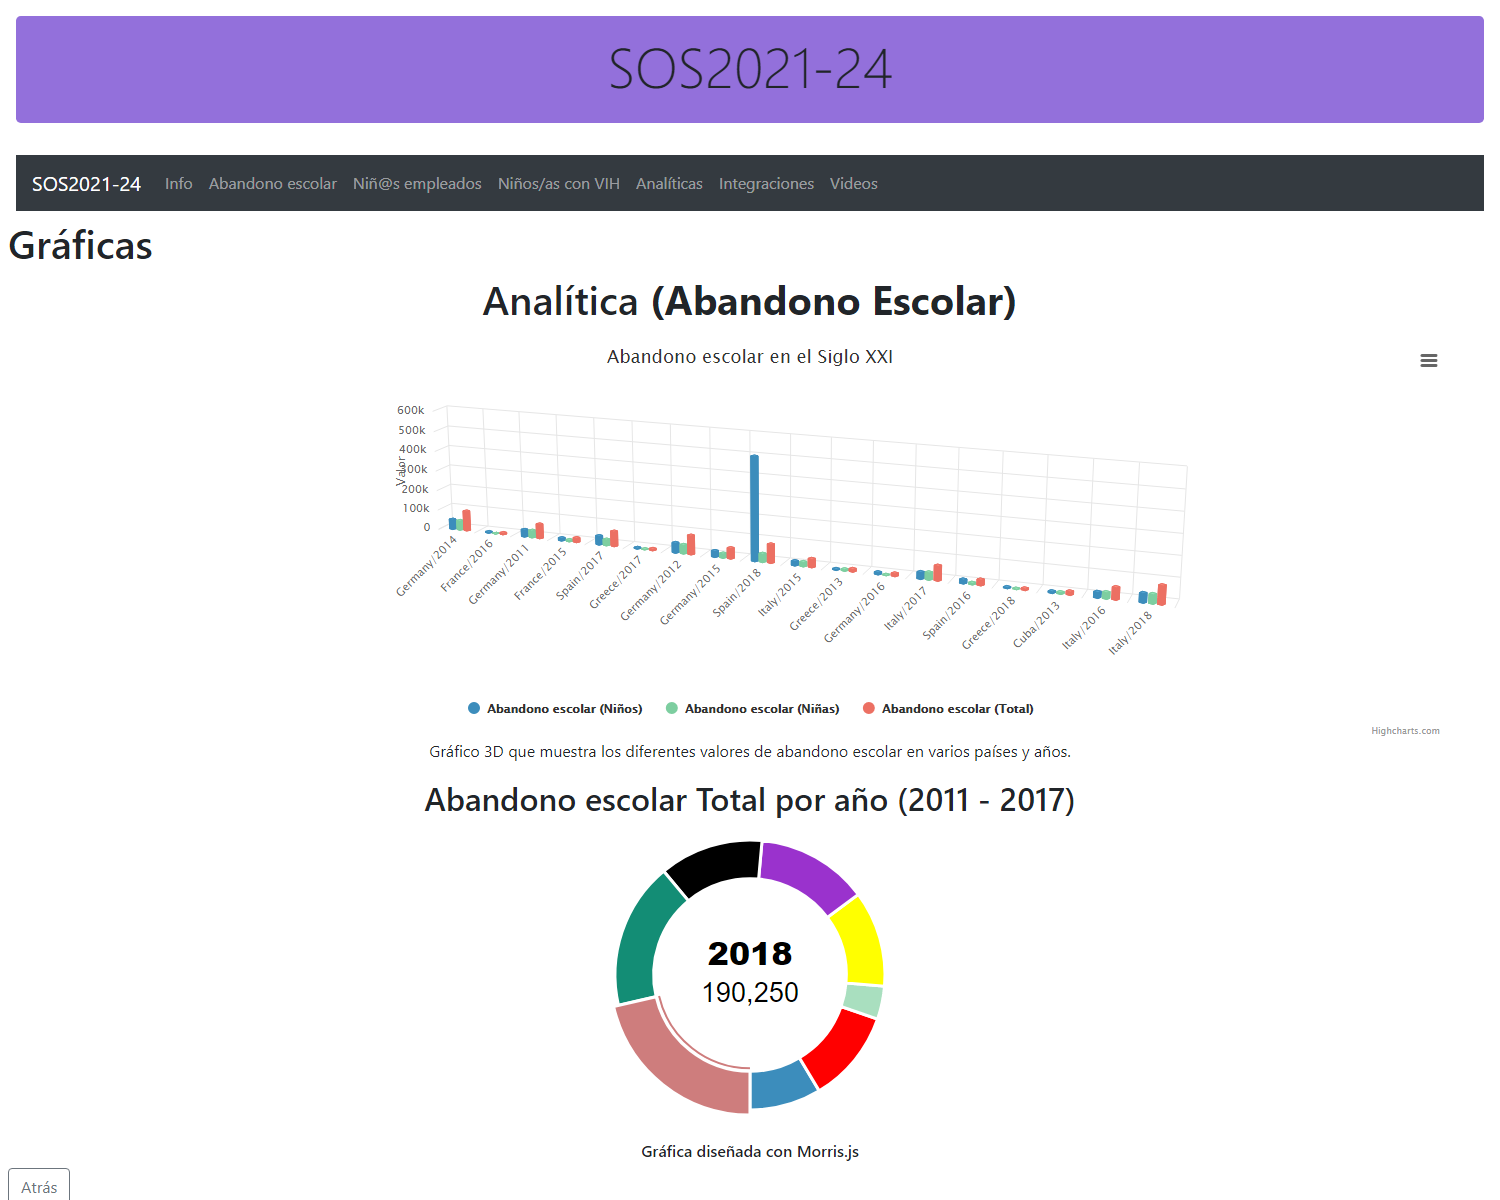 SOS2021-24
SOS2021-24 Info Abandono escolar Niñ@s empleados Niños/as con VIH Analíticas Integraciones Videos
Gráficas
Analítica (Abandono Escolar)
Abandono escolar en el Siglo XXI
600k
500k
400k
300k
200k
100k
0
Valor
Germany/2014
France/2016
Germany/2011
France/2015
Spain/2017
Greece/2017
Germany/2012
Germany/2015
Spain/2018
Italy/2015
Greece/2013
Germany/2016
Italy/2017
Spain/2016
Greece/2018
Cuba/2013
Italy/2016
Italy/2018
Abandono escolar (Niños) Abandono escolar (Niñas) Abandono escolar (Total)
Highcharts.com
Gráfico 3D que muestra los diferentes valores de abandono escolar en varios países y años.
Abandono escolar Total por año (2011 - 2017)
2018
190,250
Gráfica diseñada con Morris.js
Atrás